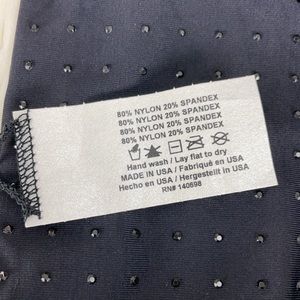 80% NYLON 20% SPANDEX
80% NYLON 20% SPANDEX
80% NYLON 20% SPANDEX
80% NYLON 20% SPANDEX
Hand wash / Lay flat to dry
MADE IN USA / Fabriqué en USA
Hecho en USA / Hergestellt in USA
RN# 140698